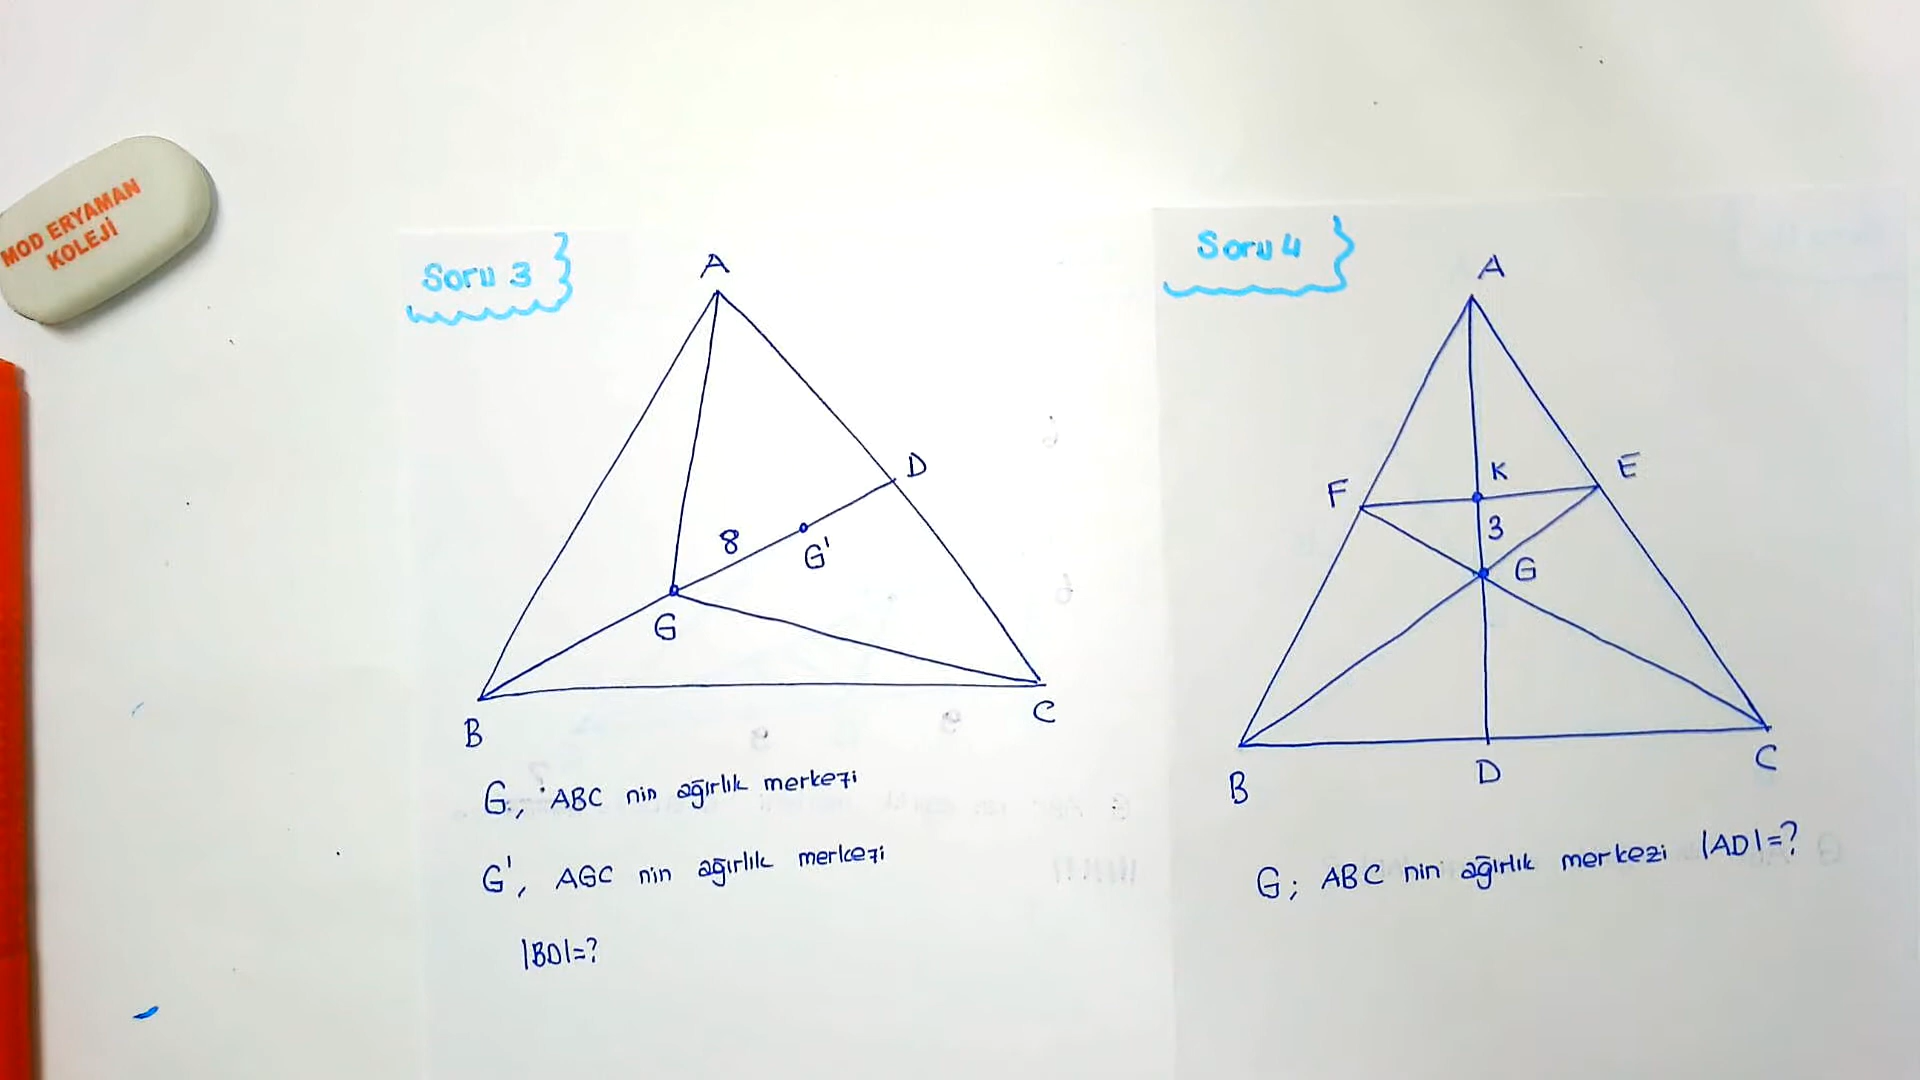 MOD ERYAMAN
KOLEJİ
Soru 3
A
D
8
G'
G
B
C
G; ABC nin ağırlık merkezi
G', AGC nin ağırlık merkezi
|BD|=?
Soru 4
A
F
K
E
3
G
B
D
C
G; ABC nin ağırlık merkezi |AD|=?